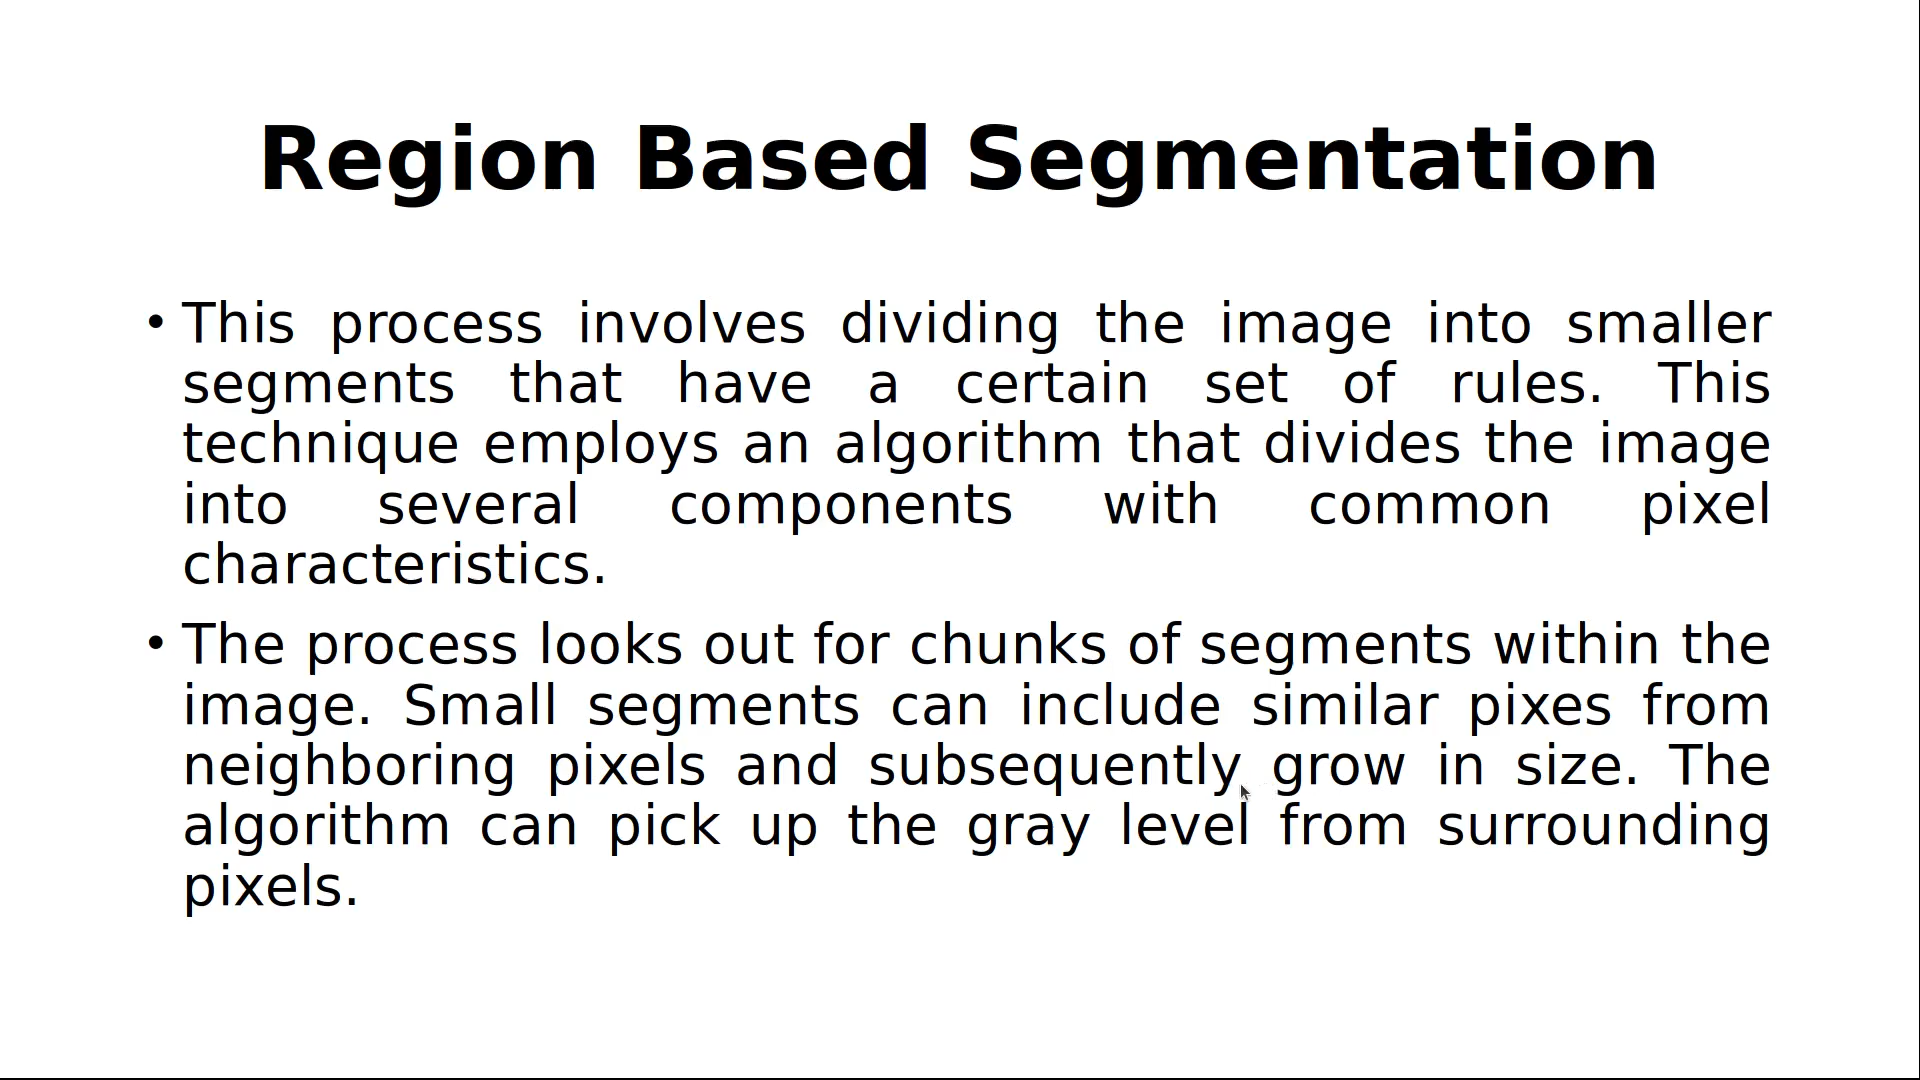 Region Based Segmentation
• This process involves dividing the image into smaller
segments that have a certain set of rules. This
technique employs an algorithm that divides the image
into several components with common pixel
characteristics.
• The process looks out for chunks of segments within the
image. Small segments can include similar pixes from
neighboring pixels and subsequently grow in size. The
algorithm can pick up the gray level from surrounding
pixels.